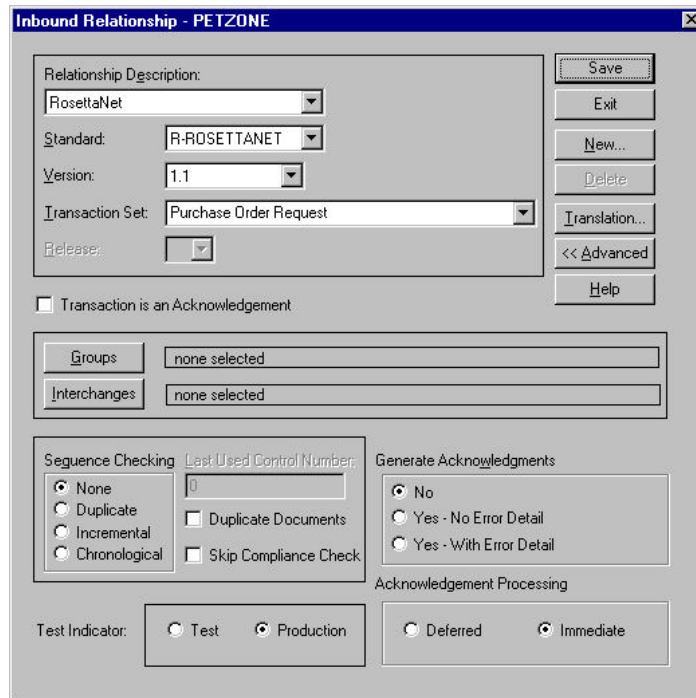 Inbound Relationship - PETZONE
Relationship Description:
RosettaNet
Standard: R-ROSETTANET
Version: 1.1
Transaction Set: Purchase Order Request
Release:
Save
Exit
New...
Delete
Translation...
<< Advanced
Help
Transaction is an Acknowledgement
Groups none selected
Interchanges none selected
Sequence Checking
None
Duplicate
Incremental
Chronological
Last Used Control Number:
0
Duplicate Documents
Skip Compliance Check
Generate Acknowledgments
No
Yes - No Error Detail
Yes - With Error Detail
Test Indicator: Test Production
Acknowledgement Processing
Deferred Immediate